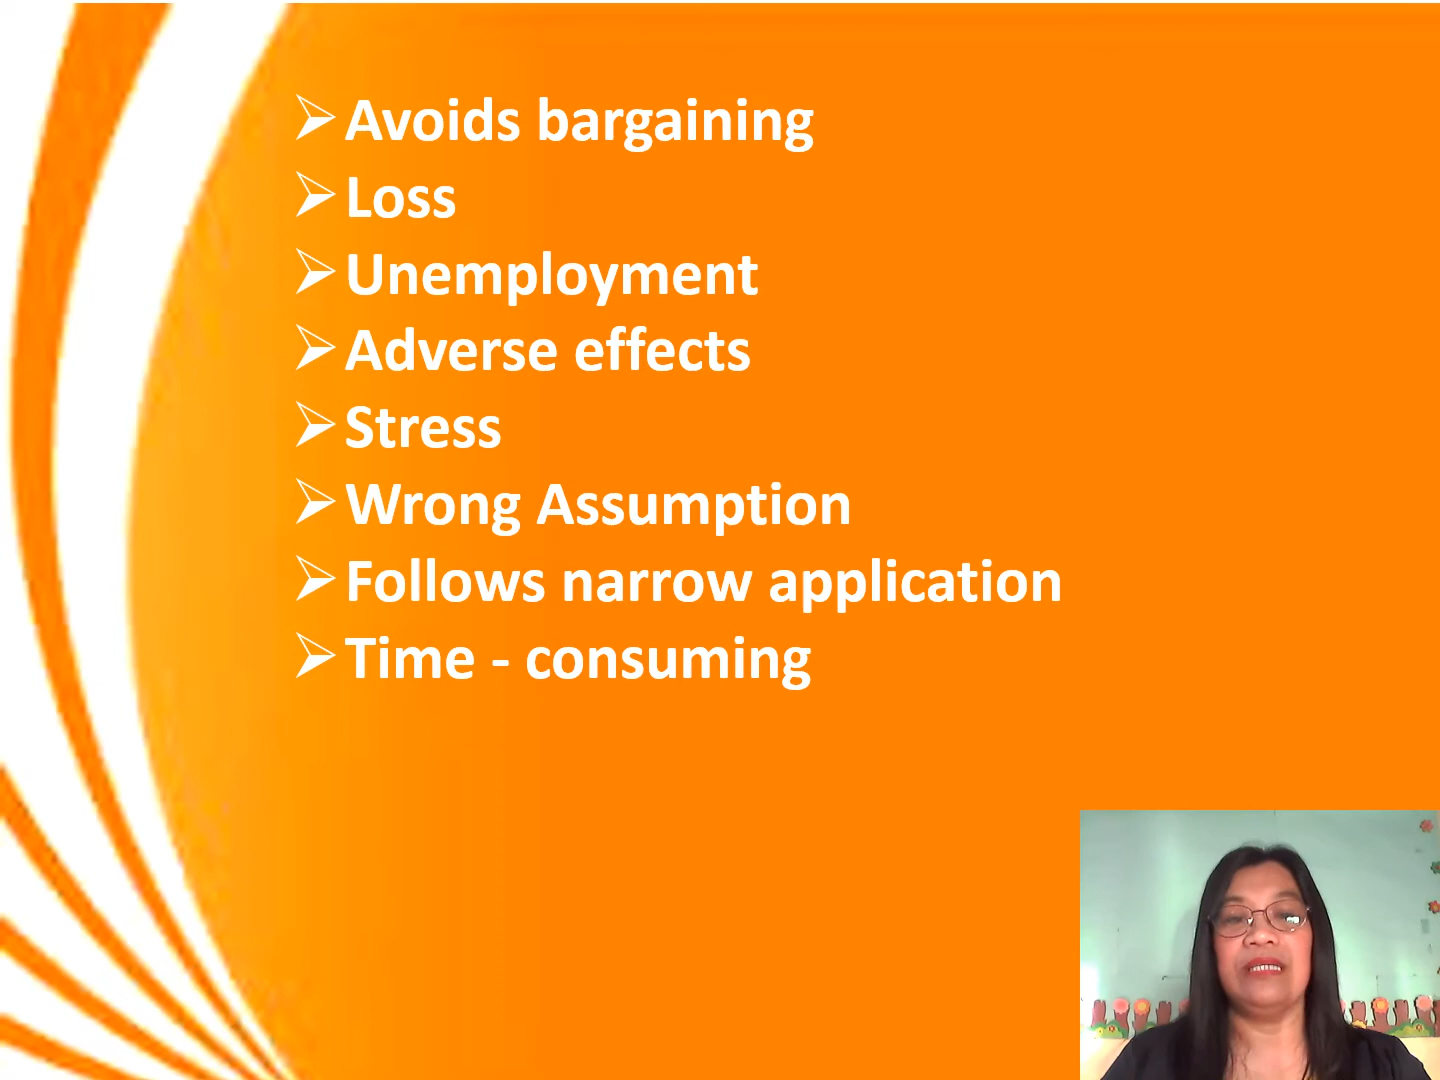 Avoids bargaining
Loss
Unemployment
Adverse effects
Stress
Wrong Assumption
Follows narrow application
Time - consuming